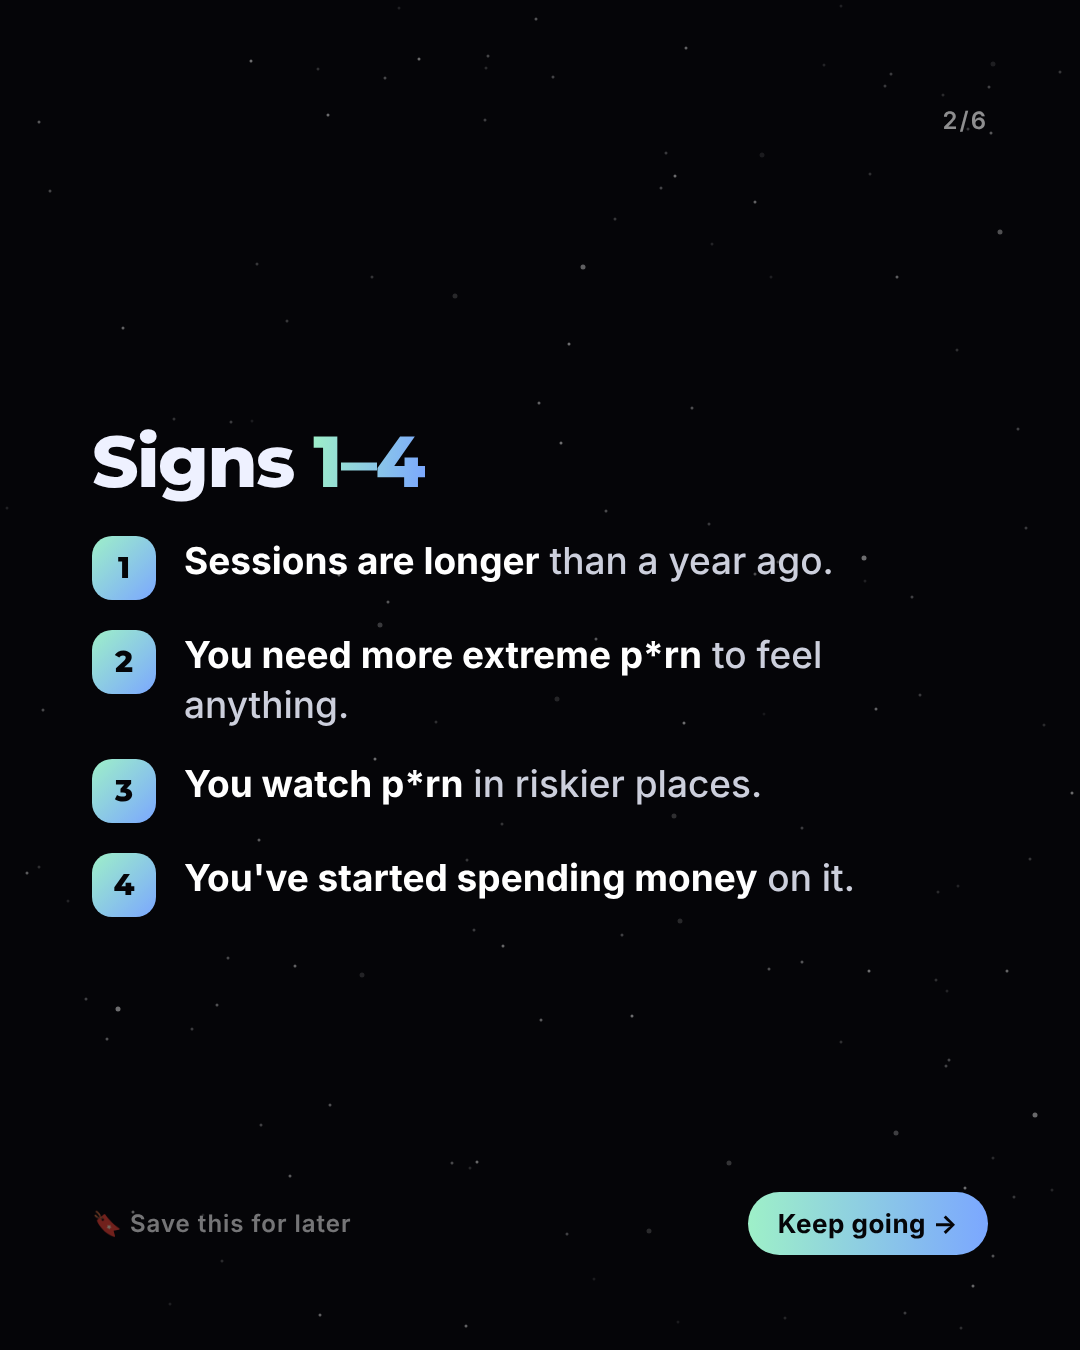 2/6
Signs 1–4
1 Sessions are longer than a year ago.
2 You need more extreme p*rn to feel
anything.
3 You watch p*rn in riskier places.
4 You've started spending money on it.
🔖 Save this for later
Keep going →